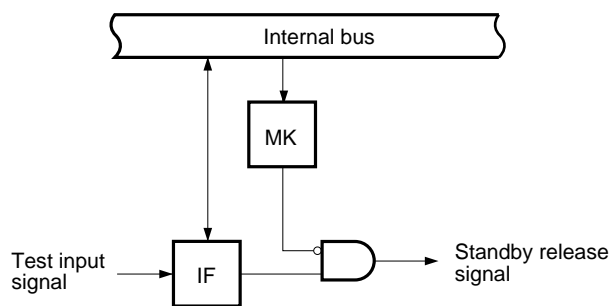 Internal bus
MK
Test input
signal
IF
Standby release
signal